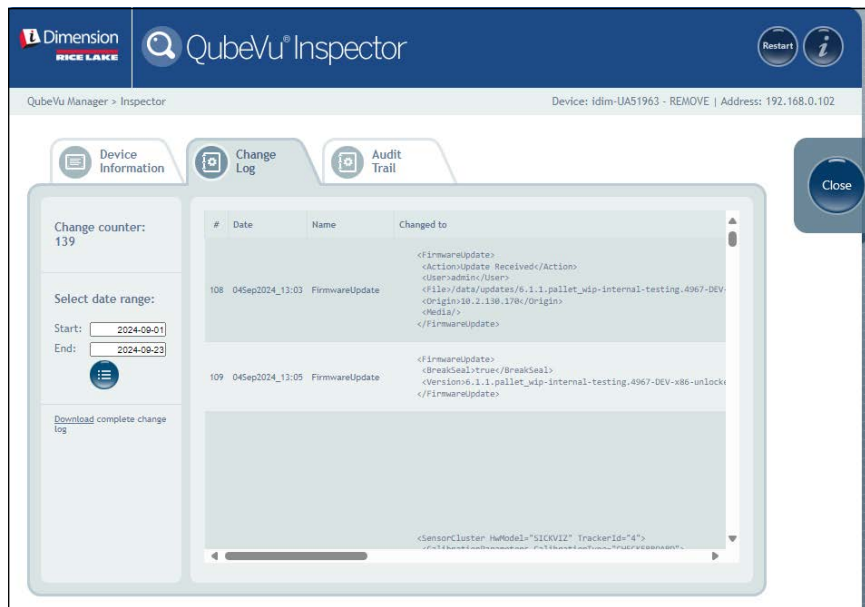 iDimension
RICE LAKE
QubeVu® Inspector
Restart
i
QubeVu Manager > Inspector
Device: idim-UA51963 - REMOVE | Address: 192.168.0.102
Device
Information
Change
Log
Audit
Trail
Close
Change counter:
139
Select date range:
Start: 2024-09-01
End: 2024-09-23
Download complete change
log
# Date Name Changed to
<FirmwareUpdate>
<Action>Update Received</Action>
<User>admin</User>
108 04Sep2024_13:03 FirmwareUpdate <File>/data/updates/6.1.1.pallet_wip-internal-testing.4967-DEV-
<Origin>10.2.130.170</Origin>
<Media/>
</FirmwareUpdate>
<FirmwareUpdate>
<BreakSeal>true</BreakSeal>
109 04Sep2024_13:05 FirmwareUpdate <Version>6.1.1.pallet_wip-internal-testing.4967-DEV-x86-unlocke
</FirmwareUpdate>
<SensorCluster HwModel="SICKVIZ" TrackerId="4">
<CalibrationParameters CalibrationType="CHECKERBOARD">